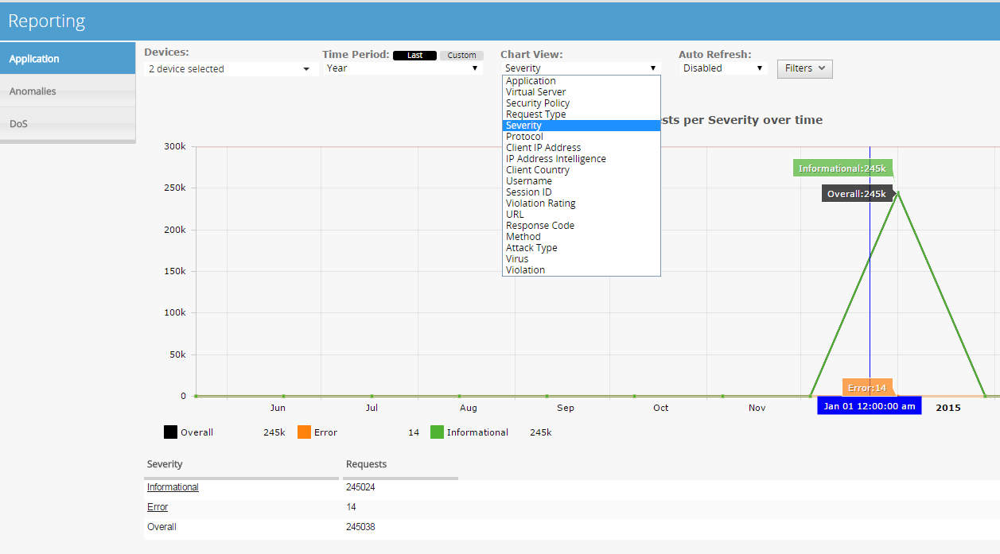 Reporting
Application
Anomalies
DoS
Devices:
2 device selected
Time Period: Last Custom
Year
Chart View:
Severity
Auto Refresh:
Disabled
Filters
Application
Virtual Server
Security Policy
Request Type
Severity
Protocol
Client IP Address
IP Address Intelligence
Client Country
Username
Session ID
Violation Rating
URL
Response Code
Method
Attack Type
Virus
Violation
per Severity over time
300k
250k
200k
150k
100k
50k
0
Informational:245k
Overall:245k
Error:14
Jan 01 12:00:00 am
Jun Jul Aug Sep Oct Nov 2015
Overall 245k Error 14 Informational 245k
Severity Requests
Informational 245024
Error 14
Overall 245038